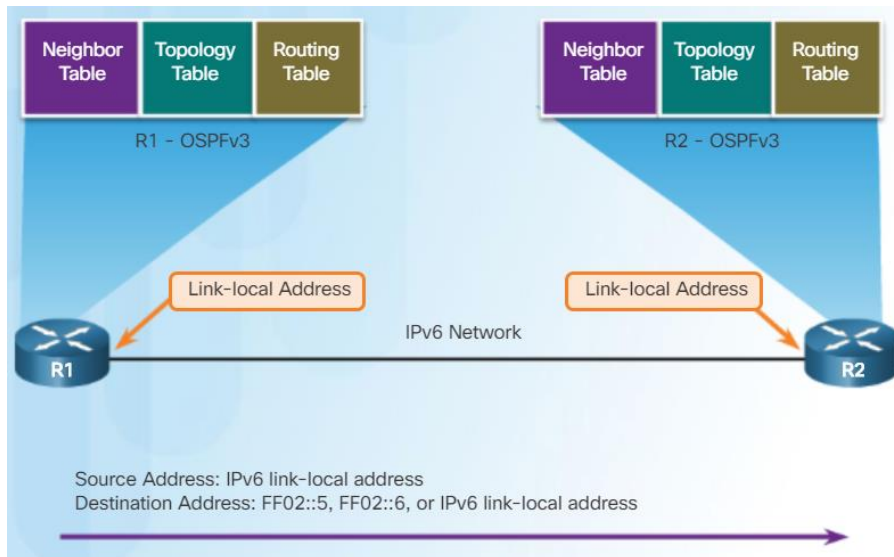 Neighbor Table
Topology Table
Routing Table
Neighbor Table
Topology Table
Routing Table
R1 - OSPFv3
R2 - OSPFv3
Link-local Address
Link-local Address
IPv6 Network
R1
R2
Source Address: IPv6 link-local address
Destination Address: FF02::5, FF02::6, or IPv6 link-local address